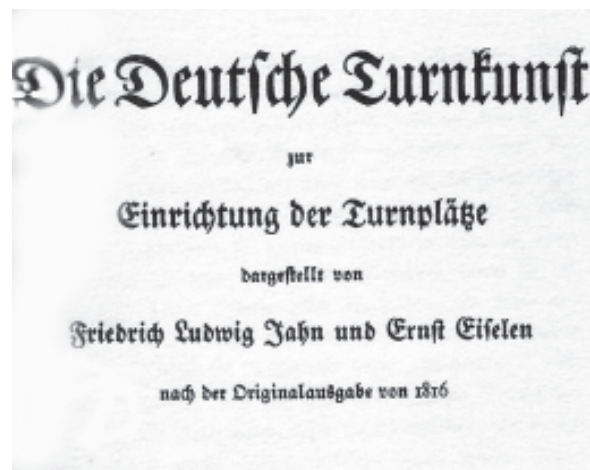 Die Deutſche Turnkunſt
zur
Einrichtung der Turnplätze
dargeſtellt von
Friedrich Ludwig Jahn und Ernſt Eiſelen
nach der Originalausgabe von 1816